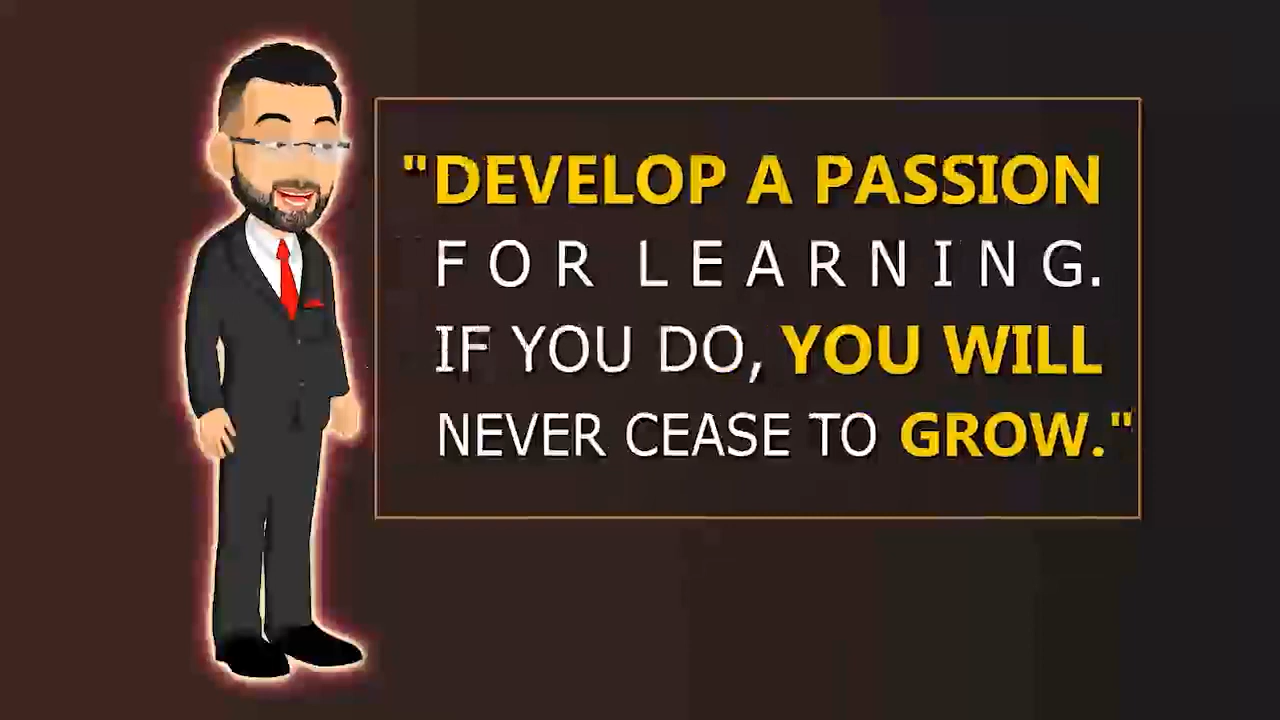 "DEVELOP A PASSION
FOR LEARNING.
IF YOU DO, YOU WILL
NEVER CEASE TO GROW."